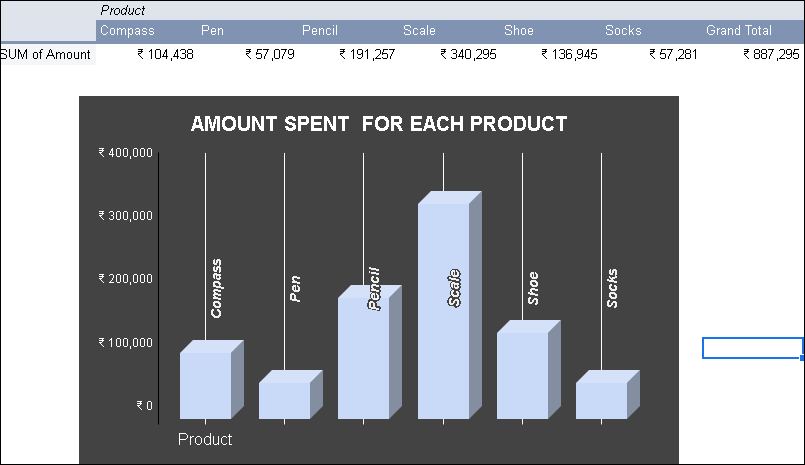 Product
Compass Pen Pencil Scale Shoe Socks Grand Total
SUM of Amount ₹ 104,438 ₹ 57,079 ₹ 191,257 ₹ 340,295 ₹ 136,945 ₹ 57,281 ₹ 887,295
AMOUNT SPENT FOR EACH PRODUCT
₹ 400,000
₹ 300,000
₹ 200,000
₹ 100,000
₹ 0
Compass
Pen
Pencil
Scale
Shoe
Socks
Product